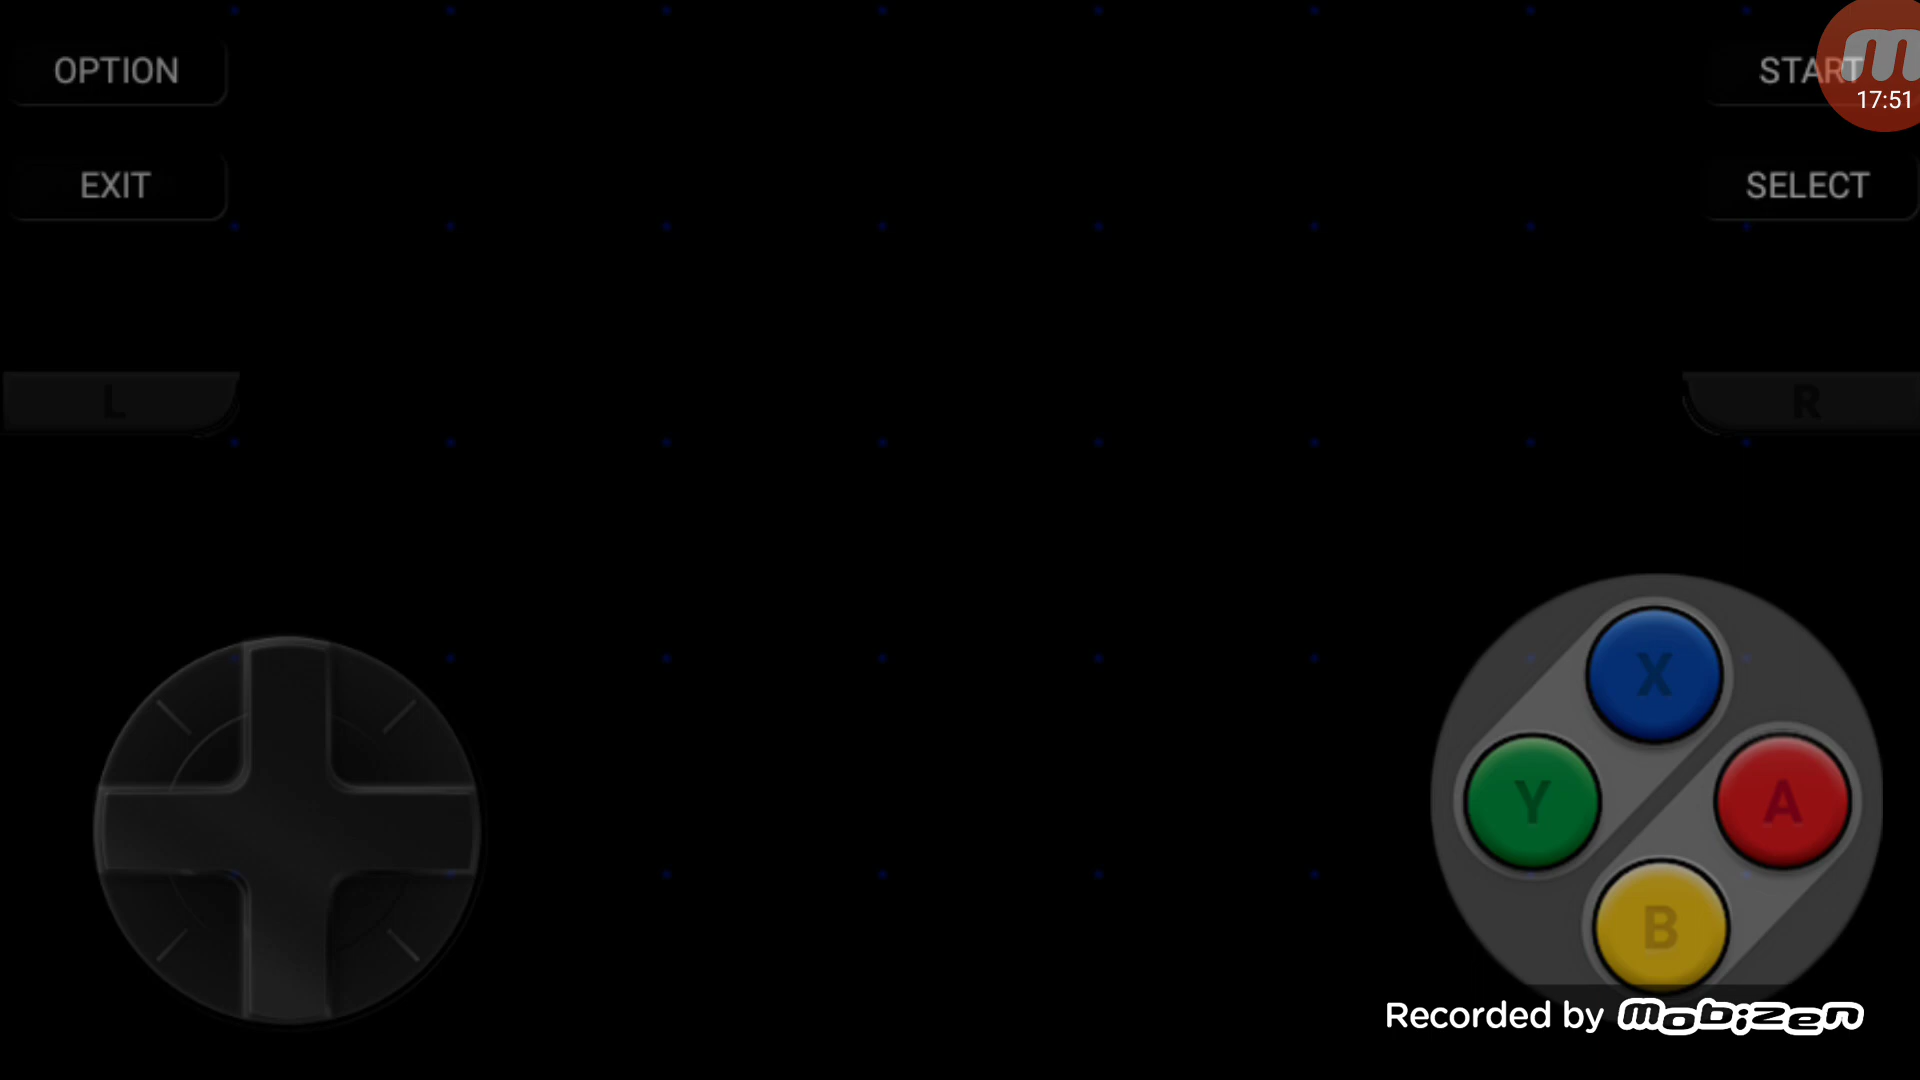 OPTION
START
17:51
EXIT
SELECT
L
R
X
Y
A
B
Recorded by mobizen